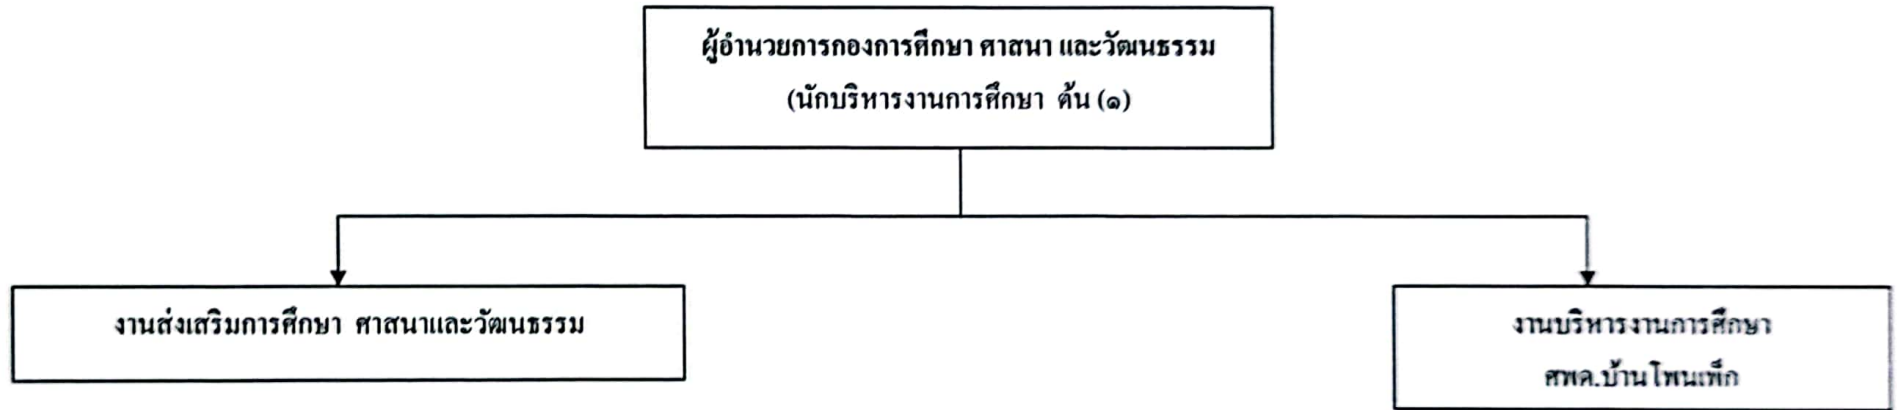 ผู้อำนวยการกองการศึกษา ศาสนา และวัฒนธรรม
(นักบริหารงานการศึกษา ต้น (๑)
งานส่งเสริมการศึกษา ศาสนาและวัฒนธรรม
งานบริหารงานการศึกษา
ศพด.บ้านโพนเพ็ก